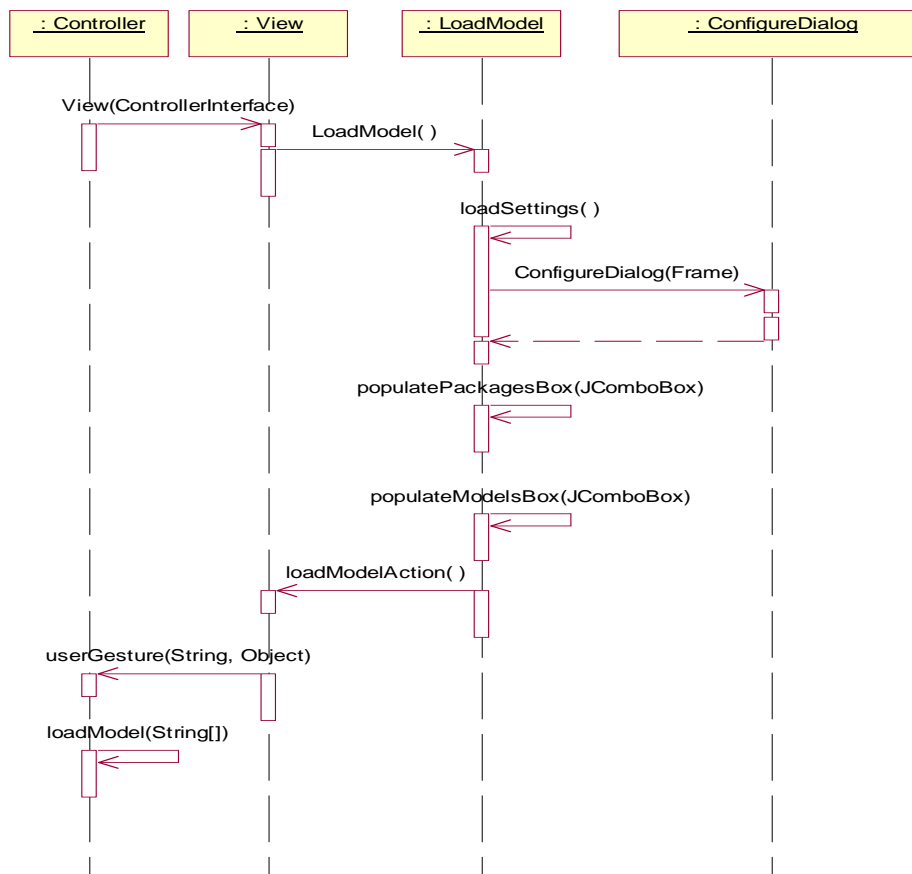 : Controller
: View
: LoadModel
: ConfigureDialog
View(ControllerInterface)
LoadModel( )
loadSettings( )
ConfigureDialog(Frame)
populatePackagesBox(JComboBox)
populateModelsBox(JComboBox)
loadModelAction( )
userGesture(String, Object)
loadModel(String[])